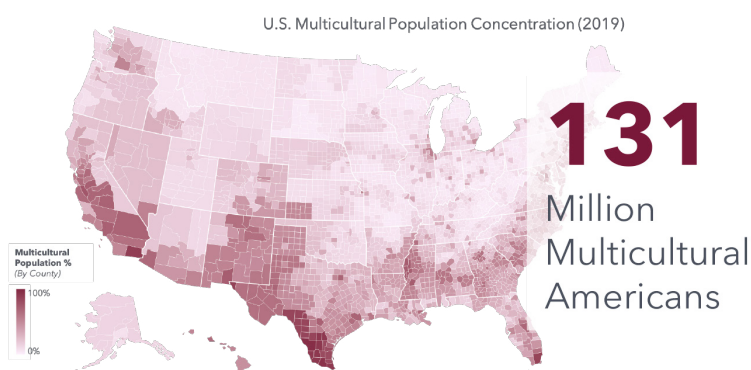 U.S. Multicultural Population Concentration (2019)
131
Million
Multicultural
Americans
Multicultural
Population %
(By County)
100%
0%